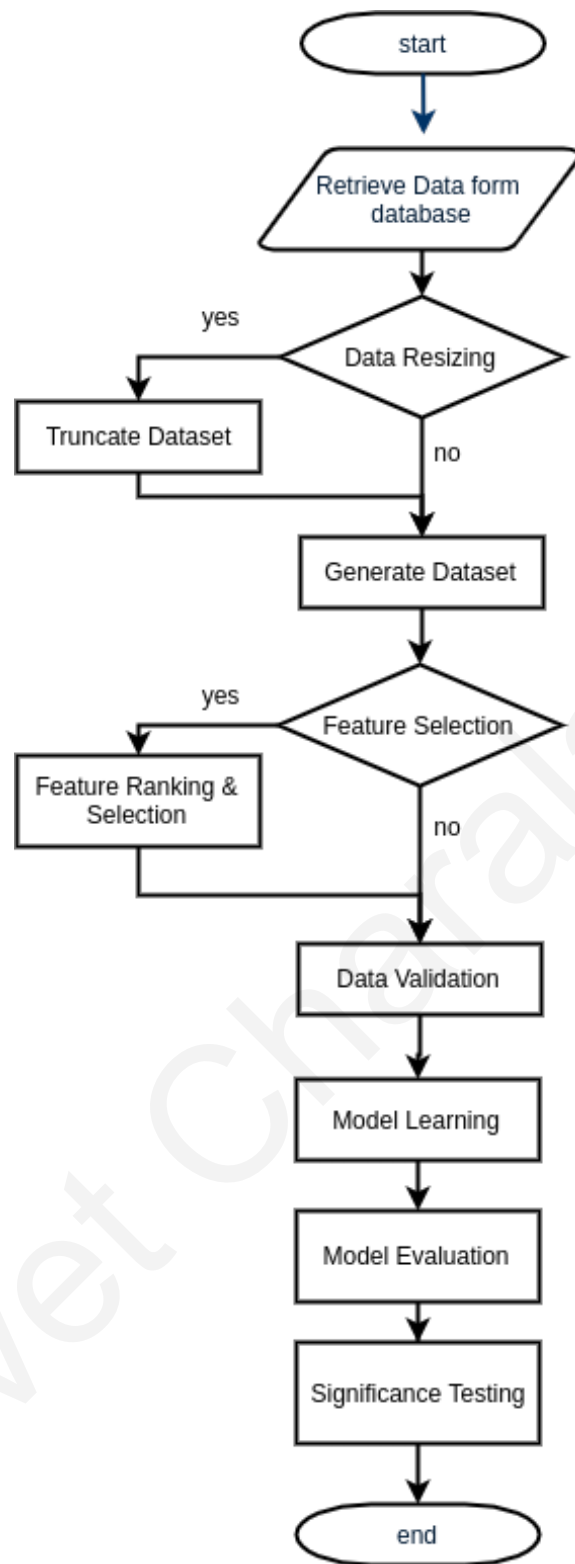 start
Retrieve Data form
database
yes
Data Resizing
Truncate Dataset
no
Generate Dataset
yes
Feature Selection
Feature Ranking &
Selection
no
Data Validation
Model Learning
Model Evaluation
Significance Testing
end